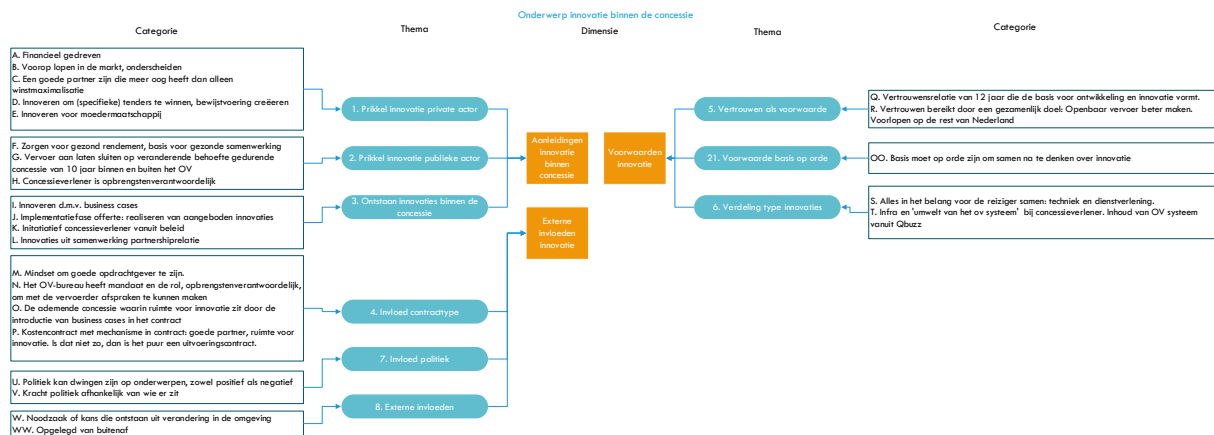 Onderwerp innovatie binnen de concessie
Categorie
Thema
Dimensie
Thema
Categorie
A. Financieel gedreven
B. Voorop lopen in de markt, onderscheiden
C. Een goede partner zijn die meer oog heeft dan alleen
winstmaximalisatie
D. Innoveren om (specifieke) tenders te winnen, bewijstvoering creëeren
E. Innoveren voor moedermaatschappij
F. Zorgen voor gezond rendement, basis voor gezonde samenwerking
G. Vervoer aan laten sluiten op veranderende behoefte gedurende
concessie van 10 jaar binnen en buiten het OV
H. Concessieverlener is opbrengstenverantwoordelijk
I. Innoveren d.m.v. business cases
J. Implementatiefase offerte: realiseren van aangeboden innovaties
K. Initatiatief concessieverlener vanuit beleid
L. Innovaties uit samenwerking partnershiprelatie
M. Mindset om goede opdrachtgever te zijn.
N. Het OV-bureau heeft mandaat en de rol, opbrengstenverantwoordelijk,
om met de vervoerder afspraken te kunnen maken
O. De ademende concessie waarin ruimte voor innovatie zit door de
introductie van business cases in het contract
P. Kostencontract met mechanisme in contract: goede partner, ruimte voor
innovatie. Is dat niet zo, dan is het puur een uitvoeringscontract.
U. Politiek kan dwingen zijn op onderwerpen, zowel positief als negatief
V. Kracht politiek afhankelijk van wie er zit
W. Noodzaak of kans die ontstaan uit verandering in de omgeving
WW. Opgelegd van buitenaf
1. Prikkel innovatie private actor
2. Prikkel innovatie publieke actor
3. Ontstaan innovaties binnen de
concessie
4. Invloed contracttype
7. Invloed politiek
8. Externe invloeden
Aanleidingen
innovatie
binnen
concessie
Externe
invloeden
innovatie
Voorwaarden
innovatie
5. Vertrouwen als voorwaarde
21. Voorwaarde basis op orde
6. Verdeling type innovaties
Q. Vertrouwensrelatie van 12 jaar die de basis voor ontwikkeling en innovatie vormt.
R. Vertrouwen bereikt door een gezamenlijk doel: Openbaar vervoer beter maken.
Voorlopen op de rest van Nederland
OO. Basis moet op orde zijn om samen na te denken over innovatie
S. Alles in het belang voor de reiziger samen: techniek en dienstverlening.
T. Infra en 'umwelt van het ov systeem' bij concessieverlener. Inhoud van OV systeem
vanuit Qbuzz